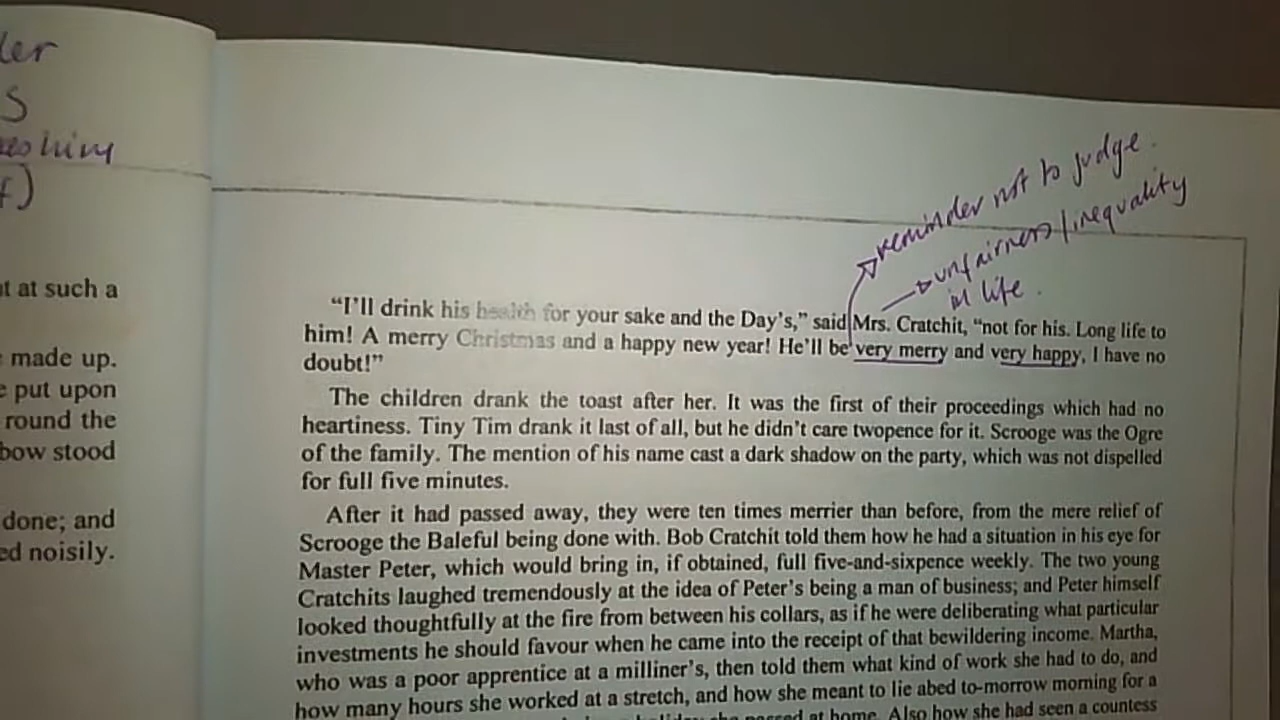 ler
S
him
f)
t at such a
made up.
put upon
round the
bow stood
done; and
ed noisily.
reminder not to judge.
unfairness/inequality
in life.
“I’ll drink his health for your sake and the Day’s,” said Mrs. Cratchit, “not for his. Long life to
him! A merry Christmas and a happy new year! He’ll be very merry and very happy, I have no
doubt!”
The children drank the toast after her. It was the first of their proceedings which had no
heartiness. Tiny Tim drank it last of all, but he didn’t care twopence for it. Scrooge was the Ogre
of the family. The mention of his name cast a dark shadow on the party, which was not dispelled
for full five minutes.
After it had passed away, they were ten times merrier than before, from the mere relief of
Scrooge the Baleful being done with. Bob Cratchit told them how he had a situation in his eye for
Master Peter, which would bring in, if obtained, full five-and-sixpence weekly. The two young
Cratchits laughed tremendously at the idea of Peter’s being a man of business; and Peter himself
looked thoughtfully at the fire from between his collars, as if he were deliberating what particular
investments he should favour when he came into the receipt of that bewildering income. Martha,
who was a poor apprentice at a milliner’s, then told them what kind of work she had to do, and
how many hours she worked at a stretch, and how she meant to lie abed to-morrow morning for a
passed at home. Also how she had seen a countess